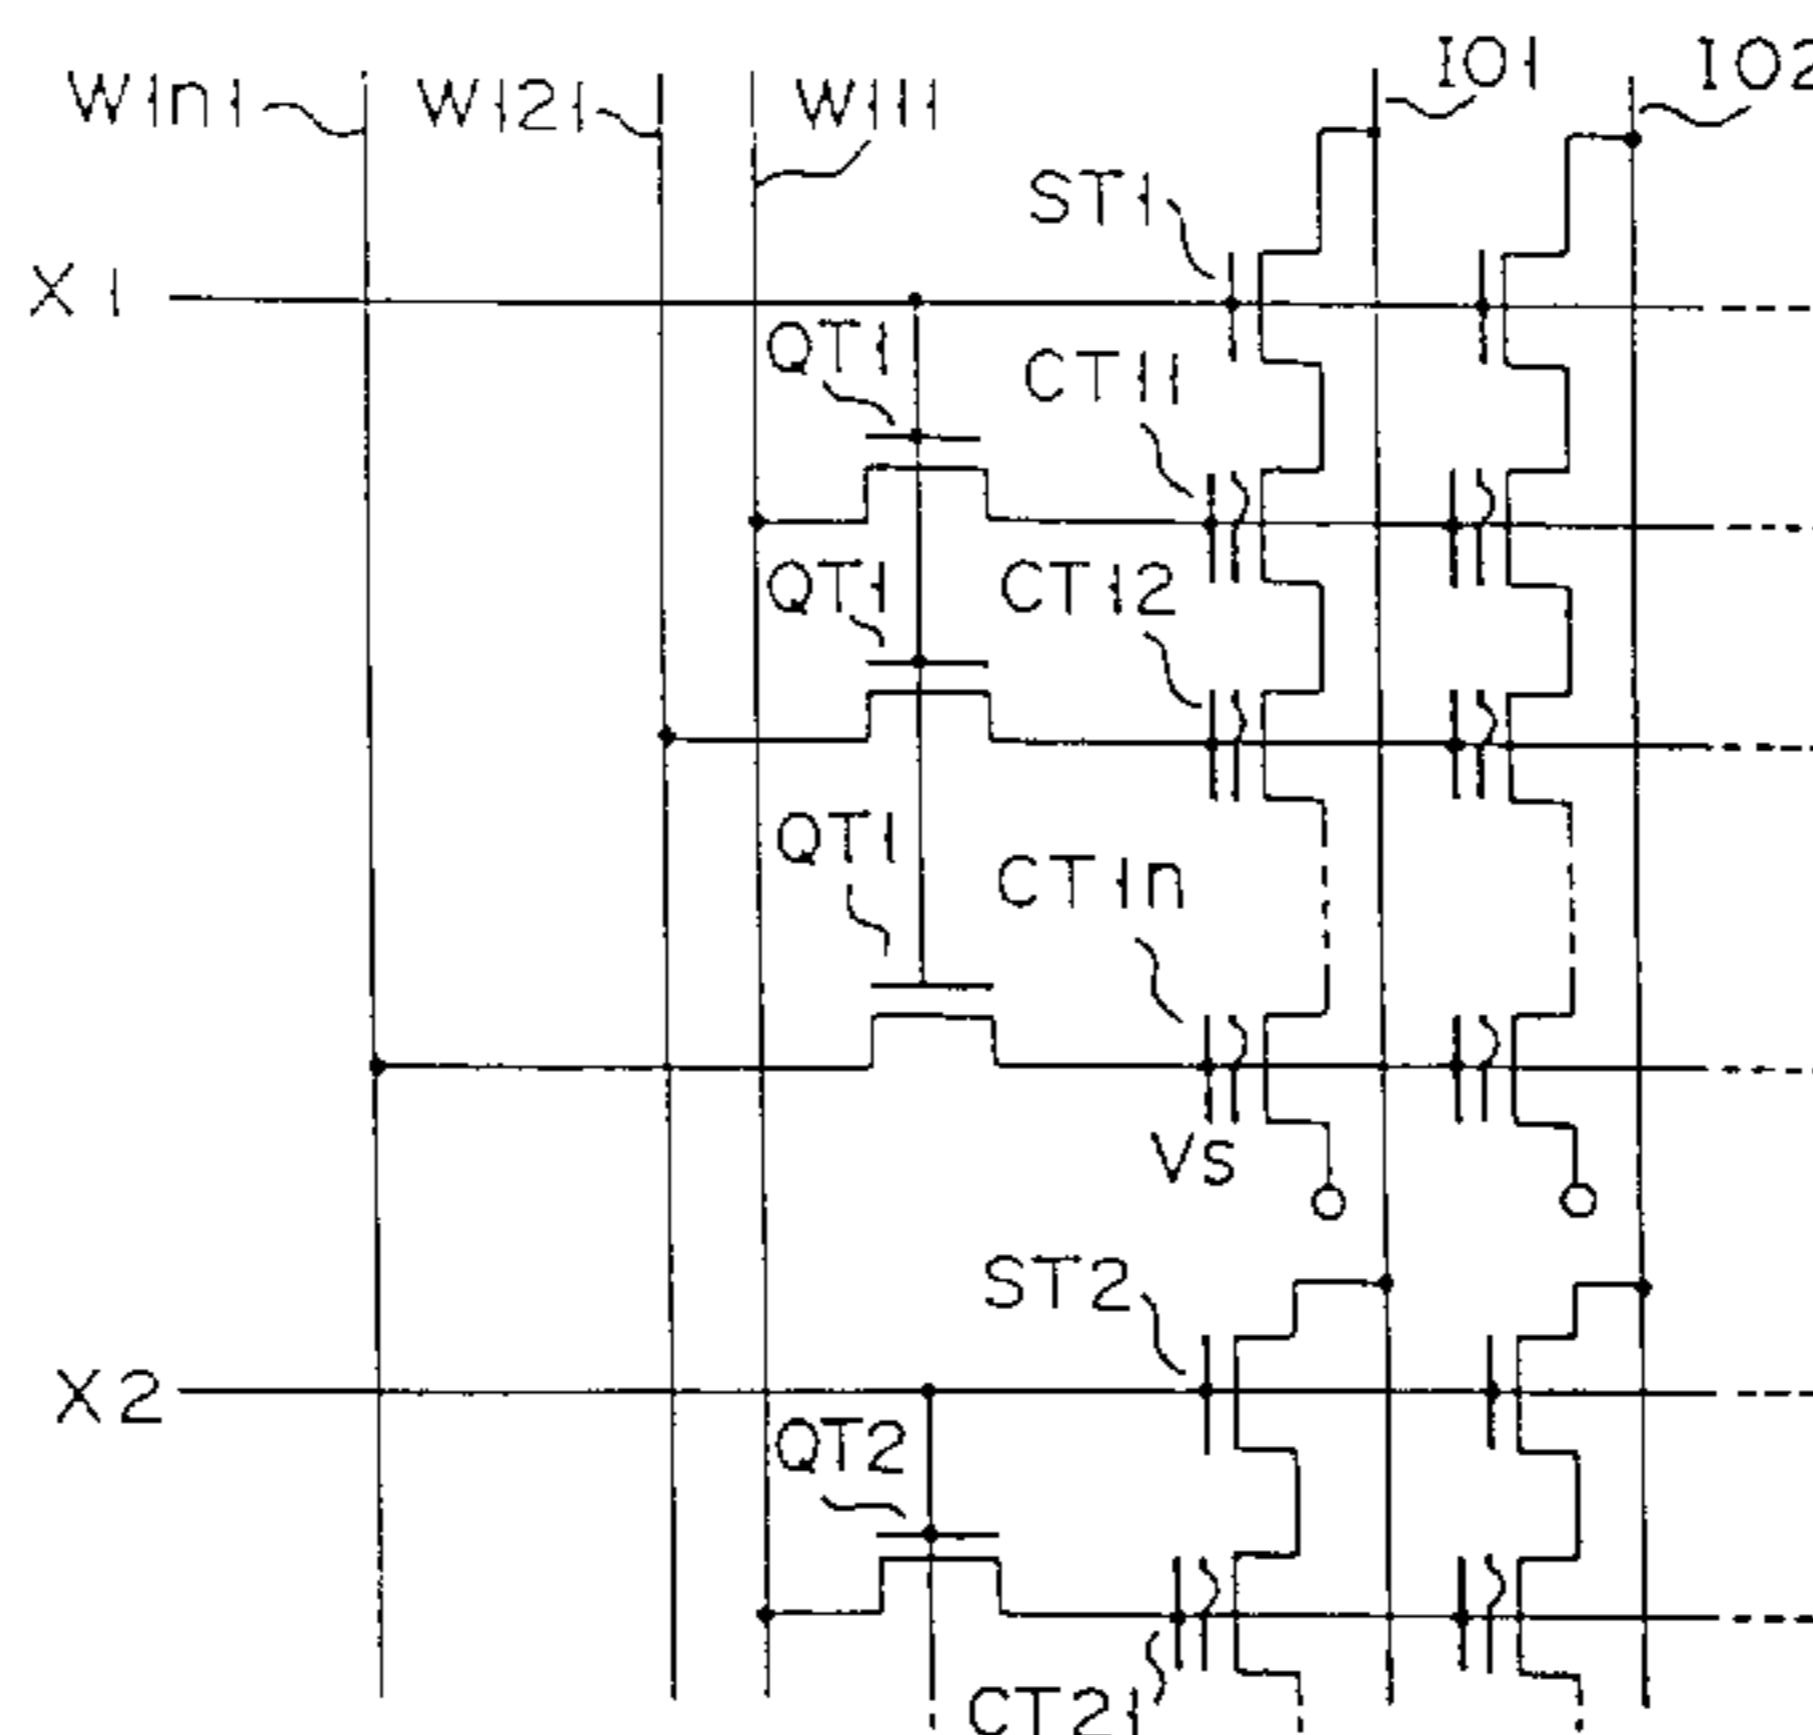 W1n1 W121 W111 IO1 IO2
ST1
X1
QT1
CT11
QT1
CT12
QT1
CT1n
Vs
ST2
X2
QT2
CT21